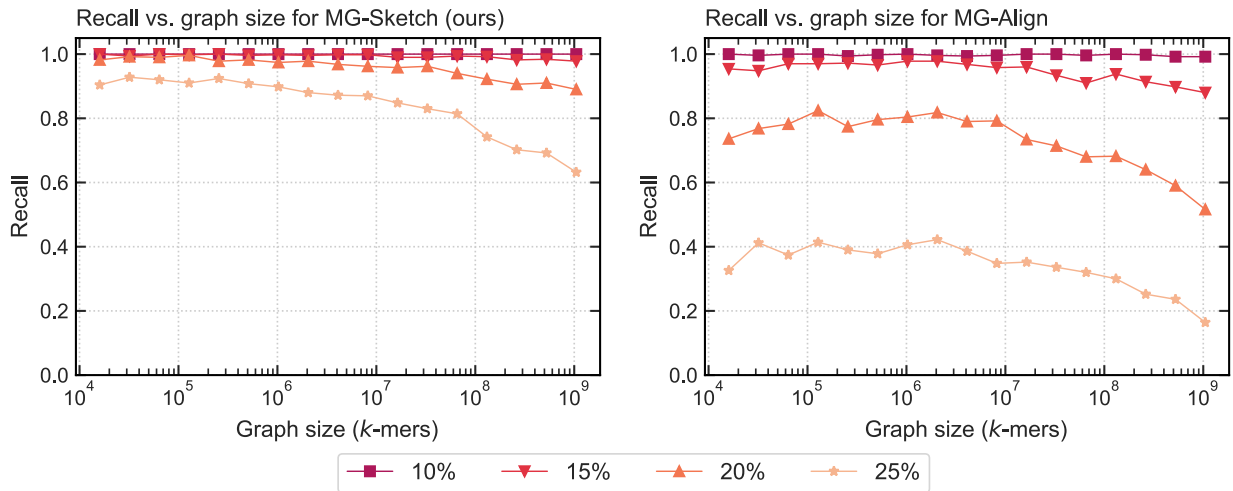 Recall vs. graph size for MG-Sketch (ours)
1.0
0.8
0.6
0.4
0.2
0.0
Recall
10^4 10^5 10^6 10^7 10^8 10^9
Graph size (k-mers)
Recall vs. graph size for MG-Align
1.0
0.8
0.6
0.4
0.2
0.0
Recall
10^4 10^5 10^6 10^7 10^8 10^9
Graph size (k-mers)
10% 15% 20% 25%